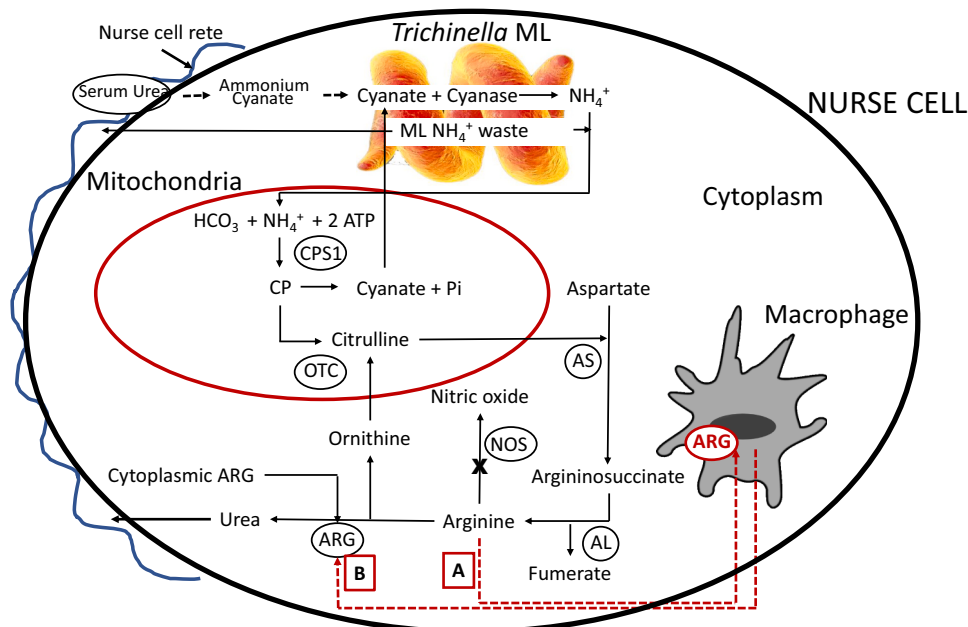 Nurse cell rete
Trichinella ML
Serum Urea
Ammonium
Cyanate
Cyanate + Cyanase
NH₄⁺
NURSE CELL
ML NH₄⁺ waste
Mitochondria
Cytoplasm
HCO₃ + NH₄⁺ + 2 ATP
CPS1
CP
Cyanate + Pi
Aspartate
Macrophage
Citrulline
OTC
AS
Nitric oxide
NOS
ARG
Ornithine
X
Cytoplasmic ARG
Argininosuccinate
Urea
Arginine
ARG
AL
B
A
Fumerate